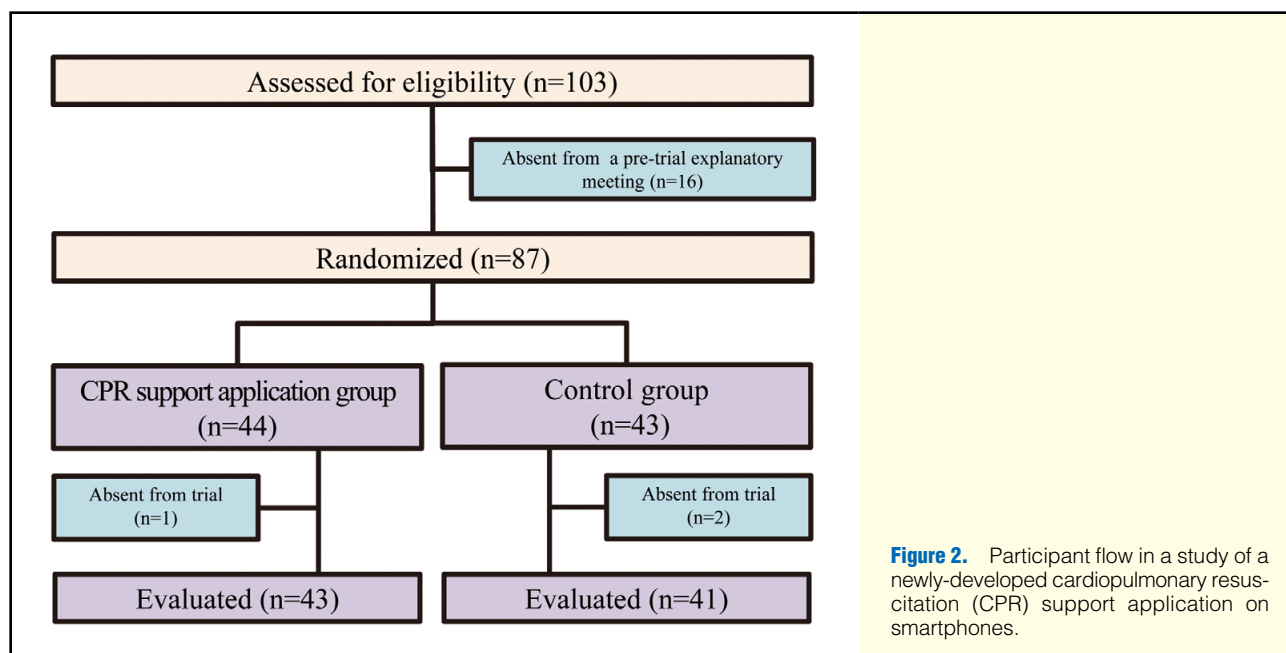 Assessed for eligibility (n=103)
Absent from a pre-trial explanatory
meeting (n=16)
Randomized (n=87)
CPR support application group
(n=44)
Control group
(n=43)
Absent from trial
(n=1)
Absent from trial
(n=2)
Evaluated (n=43)
Evaluated (n=41)
Figure 2. Participant flow in a study of a
newly-developed cardiopulmonary resus-
citation (CPR) support application on
smartphones.